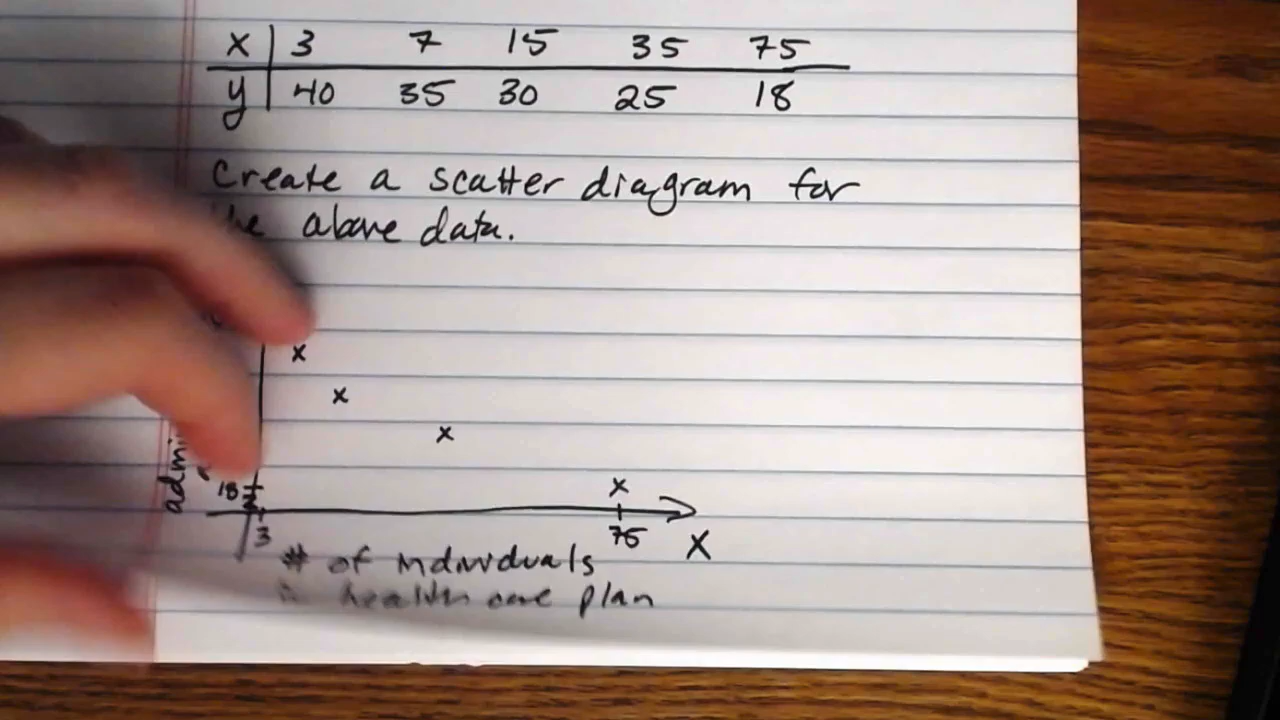 x 3 7 15 35 75
y 40 35 30 25 18
Create a scatter diagram for
above data.
18
3 75 X
# of individuals
health care plan